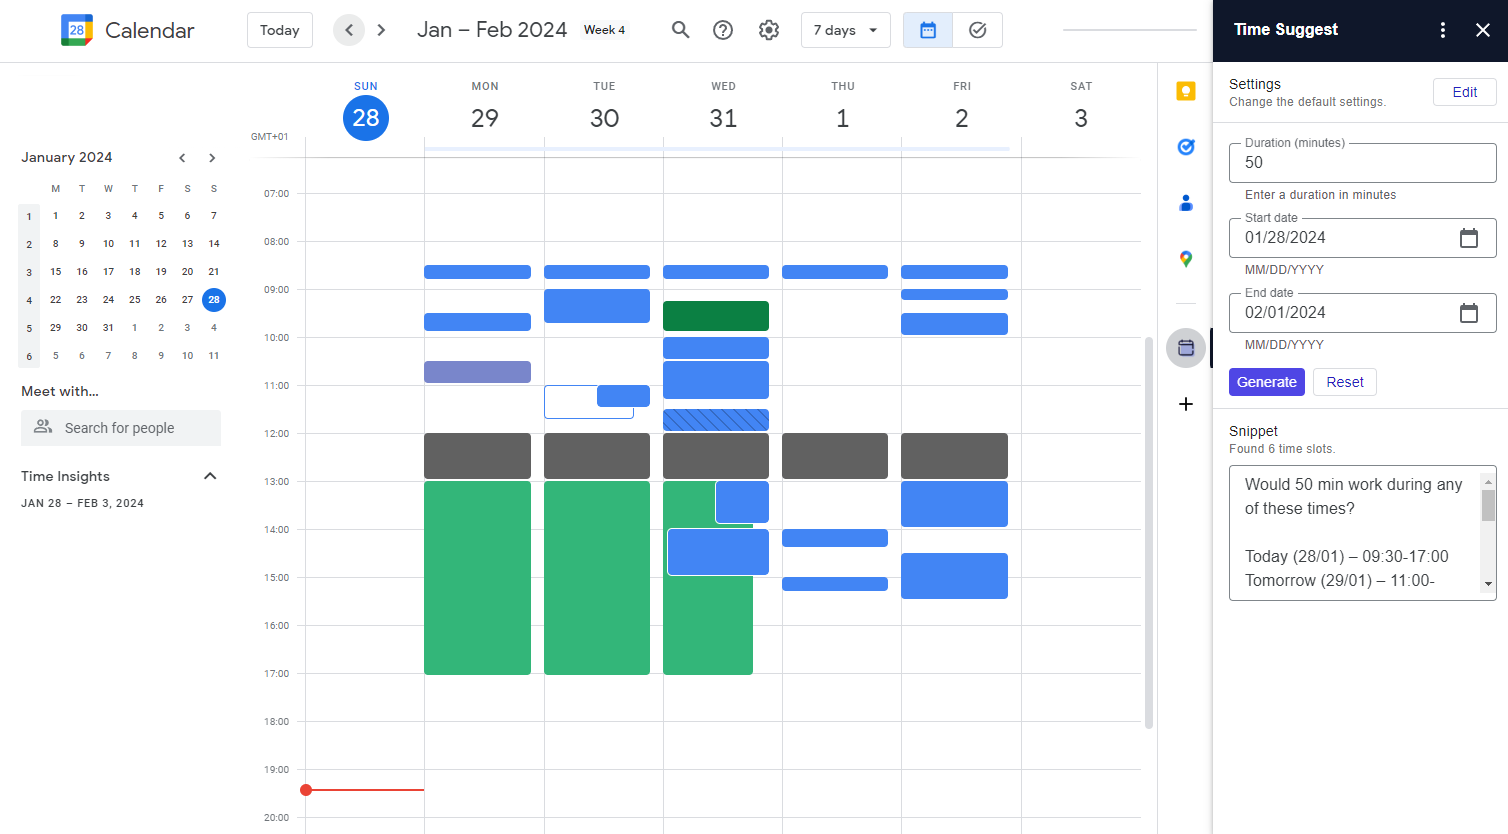 28 Calendar
Today
Jan – Feb 2024
Week 4
7 days
Time Suggest
SUN MON TUE WED THU FRI SAT
28 29 30 31 1 2 3
GMT+01
07:00
08:00
09:00
10:00
11:00
12:00
13:00
14:00
15:00
16:00
17:00
18:00
19:00
20:00
January 2024
M T W T F S S
1 1 2 3 4 5 6 7
2 8 9 10 11 12 13 14
3 15 16 17 18 19 20 21
4 22 23 24 25 26 27 28
5 29 30 31 1 2 3 4
6 5 6 7 8 9 10 11
Meet with...
Search for people
Time Insights
JAN 28 – FEB 3, 2024
Settings
Change the default settings.
Edit
Duration (minutes)
50
Enter a duration in minutes
Start date
01/28/2024
MM/DD/YYYY
End date
02/01/2024
MM/DD/YYYY
Generate
Reset
Snippet
Found 6 time slots.
Would 50 min work during any
of these times?
Today (28/01) – 09:30-17:00
Tomorrow (29/01) – 11:00-